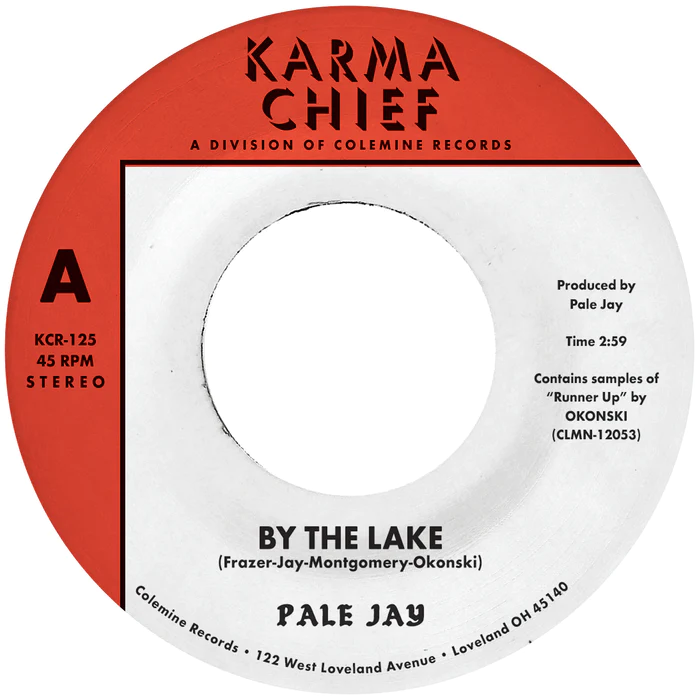 KARMA
CHIEF
A DIVISION OF COLEMINE RECORDS
A
KCR-125
45 RPM
STEREO
Produced by
Pale Jay
Time 2:59
Contains samples of
"Runner Up" by
OKONSKI
(CLMN-12053)
BY THE LAKE
(Frazer-Jay-Montgomery-Okonski)
PALE JAY
Colemine Records • 122 West Loveland Avenue • Loveland OH 45140